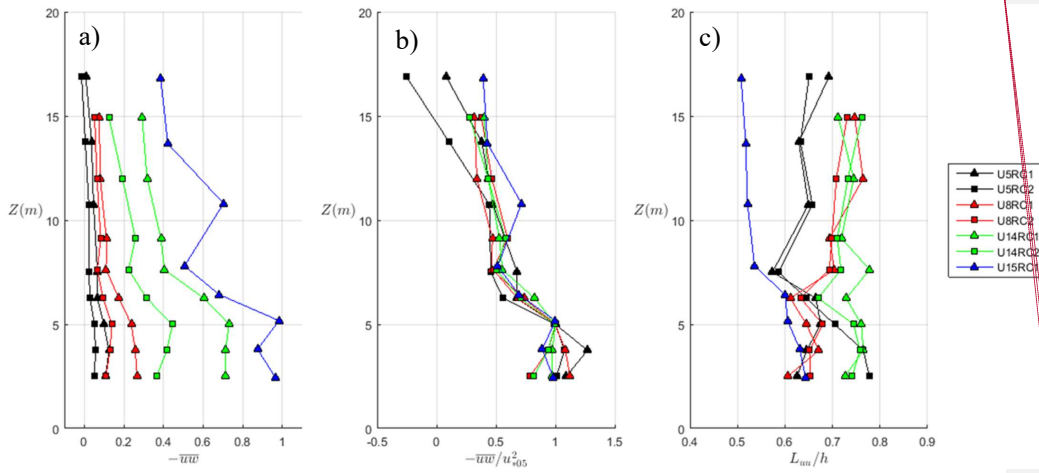 a) b) c)
20 20 20
15 15 15
Z(m) Z(m) Z(m)
10 10 10
5 5 5
0 0 0
0 0.2 0.4 0.6 0.8 1
-0.5 0 0.5 1 1.5
0.4 0.5 0.6 0.7 0.8 0.9
−u̅w̅
−u̅w̅/u²∗05
Luu/h
U5RC1
U5RC2
U8RC1
U8RC2
U14RC1
U14RC2
U15RC1